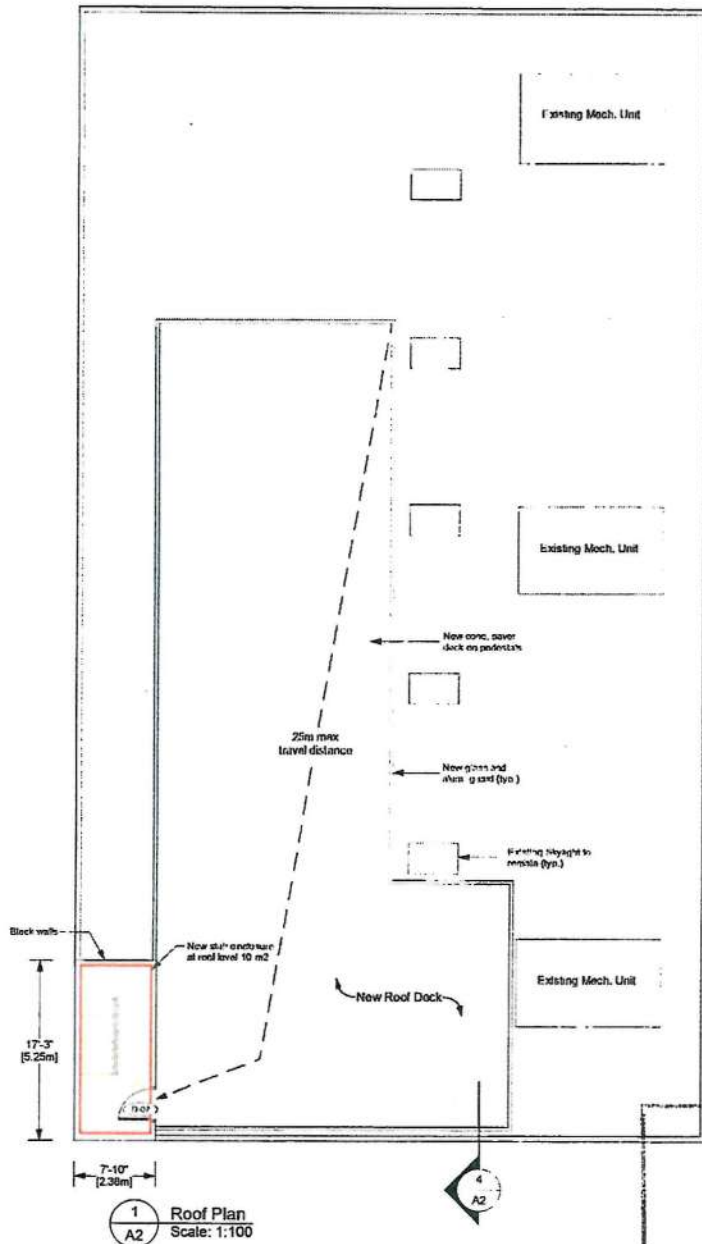 Existing Mech. Unit
Existing Mech. Unit
New conc. paver
deck on pedestals
25m max
travel distance
New glass and
alum. guard (typ.)
Existing Skylight to
remain (typ.)
Block walls
New stair enclosure
at roof level 10 m2
New Roof Deck
Existing Mech. Unit
17'-3"
[5.25m]
7'-10"
[2.38m]
4
A2
1
A2
Roof Plan
Scale: 1:100